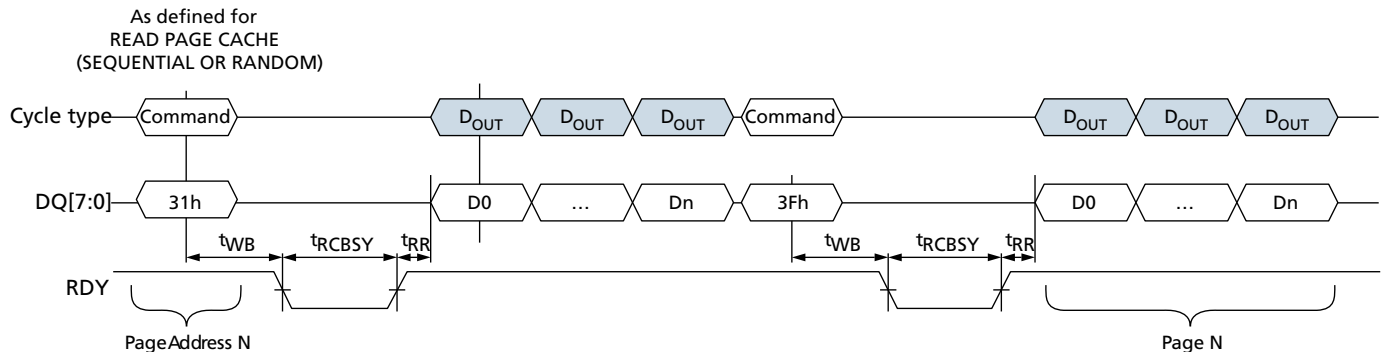 As defined for
READ PAGE CACHE
(SEQUENTIAL OR RANDOM)
Cycle type Command DOUT DOUT DOUT Command DOUT DOUT DOUT
DQ[7:0] 31h D0 ... Dn 3Fh D0 ... Dn
tWB tRCBSY tRR tWB tRCBSY tRR
RDY
Page Address N Page N